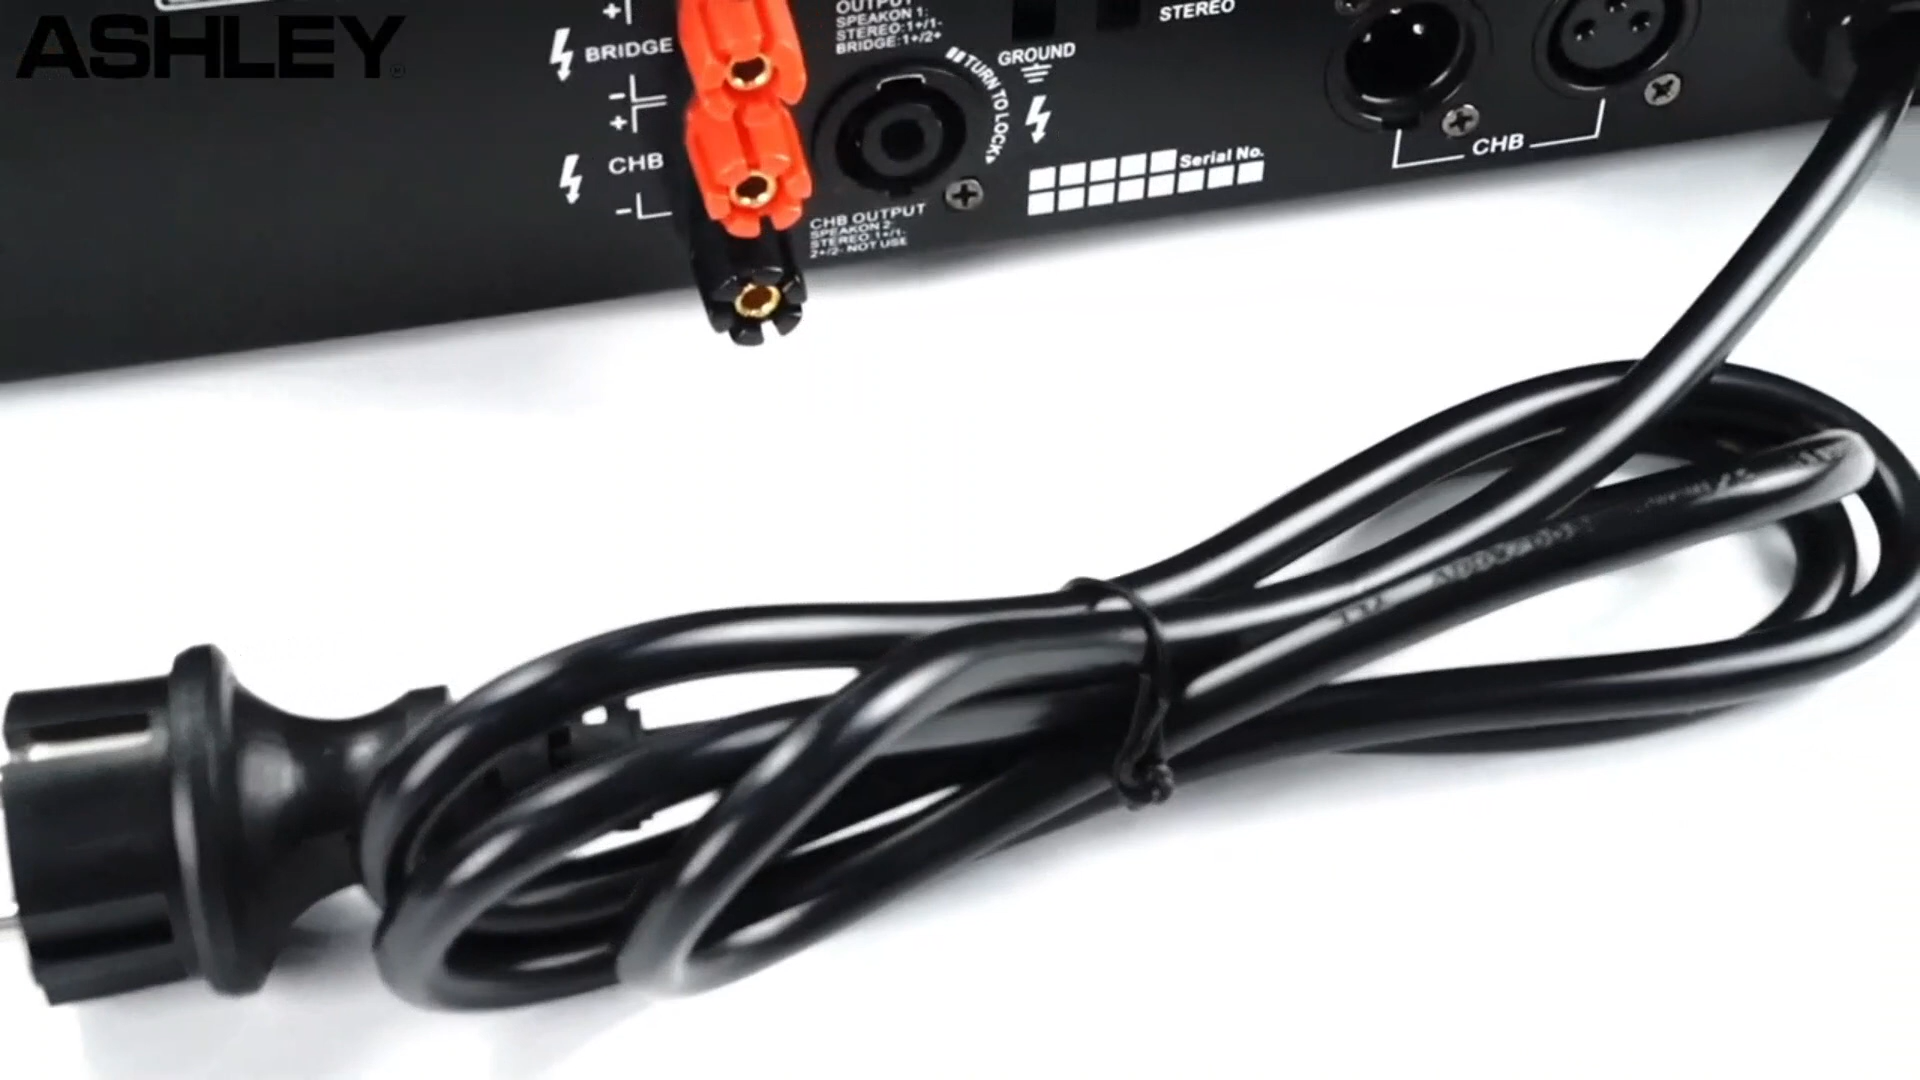 ASHLEY
+
BRIDGE
-
+
CHB
-
OUTPUT
SPEAKON 1:
STEREO:1+/1-
BRIDGE:1+/2+
TURN TO LOCK
GROUND
STEREO
Serial No.
CHB OUTPUT
SPEAKON 2:
STEREO:1+/1-
2+/2- NOT USE
CHB